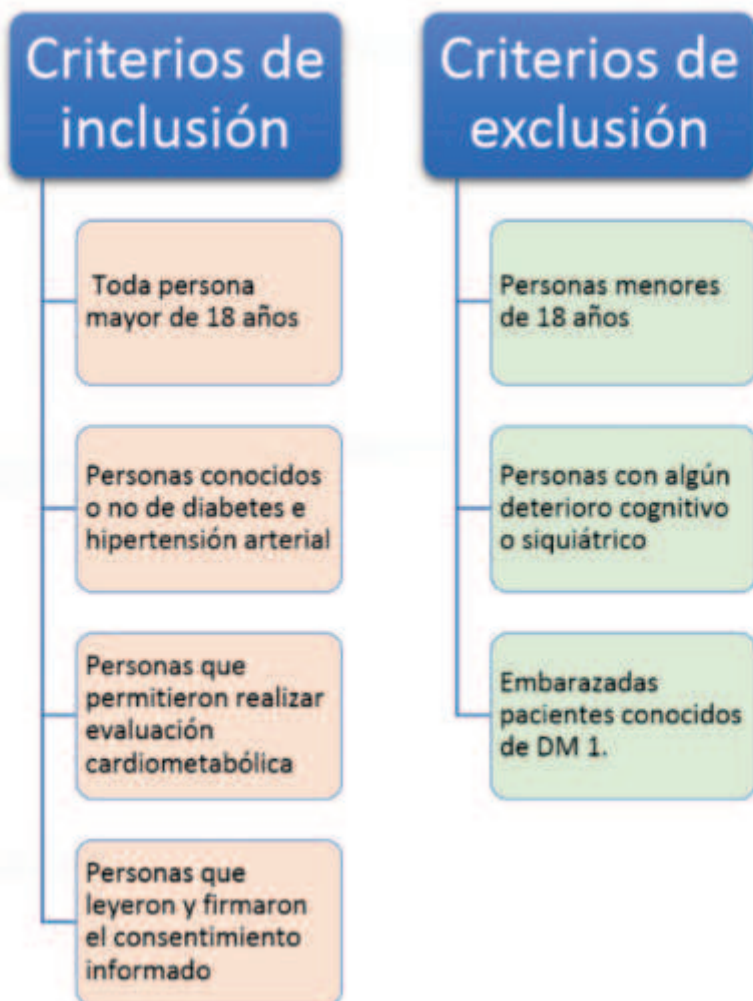 Criterios de
inclusión
Toda persona
mayor de 18 años
Personas conocidos
o no de diabetes e
hipertensión arterial
Personas que
permitieron realizar
evaluación
cardiometabólica
Personas que
leyeron y firmaron
el consentimiento
informado
Criterios de
exclusión
Personas menores
de 18 años
Personas con algún
deterioro cognitivo
o siquiátrico
Embarazadas
pacientes conocidos
de DM 1.